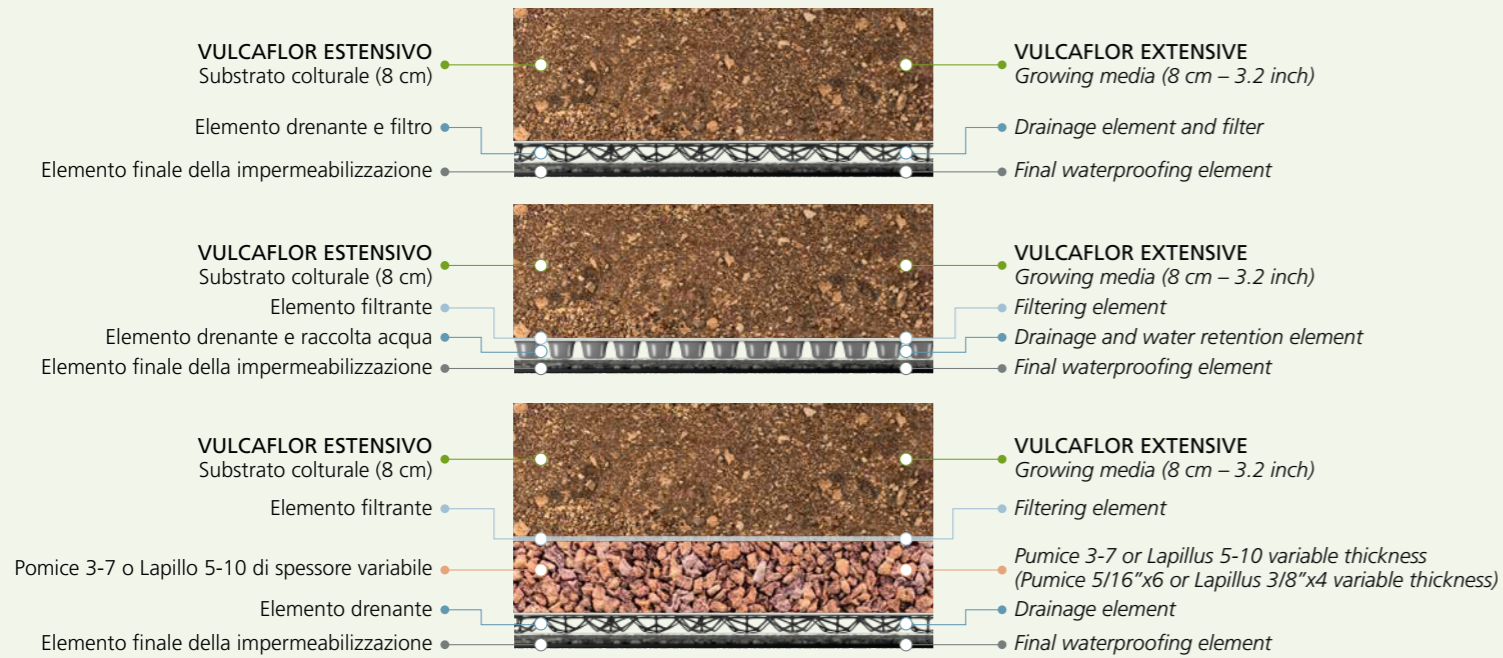 VULCAFLOR ESTENSIVO
Substrato colturale (8 cm)
Elemento drenante e filtro
Elemento finale della impermeabilizzazione
VULCAFLOR EXTENSIVE
Growing media (8 cm – 3.2 inch)
Drainage element and filter
Final waterproofing element
VULCAFLOR ESTENSIVO
Substrato colturale (8 cm)
Elemento filtrante
Elemento drenante e raccolta acqua
Elemento finale della impermeabilizzazione
VULCAFLOR EXTENSIVE
Growing media (8 cm – 3.2 inch)
Filtering element
Drainage and water retention element
Final waterproofing element
VULCAFLOR ESTENSIVO
Substrato colturale (8 cm)
Elemento filtrante
Pomice 3-7 o Lapillo 5-10 di spessore variabile
Elemento drenante
Elemento finale della impermeabilizzazione
VULCAFLOR EXTENSIVE
Growing media (8 cm – 3.2 inch)
Filtering element
Pumice 3-7 or Lapillus 5-10 variable thickness
(Pumice 5/16”x6 or Lapillus 3/8”x4 variable thickness)
Drainage element
Final waterproofing element